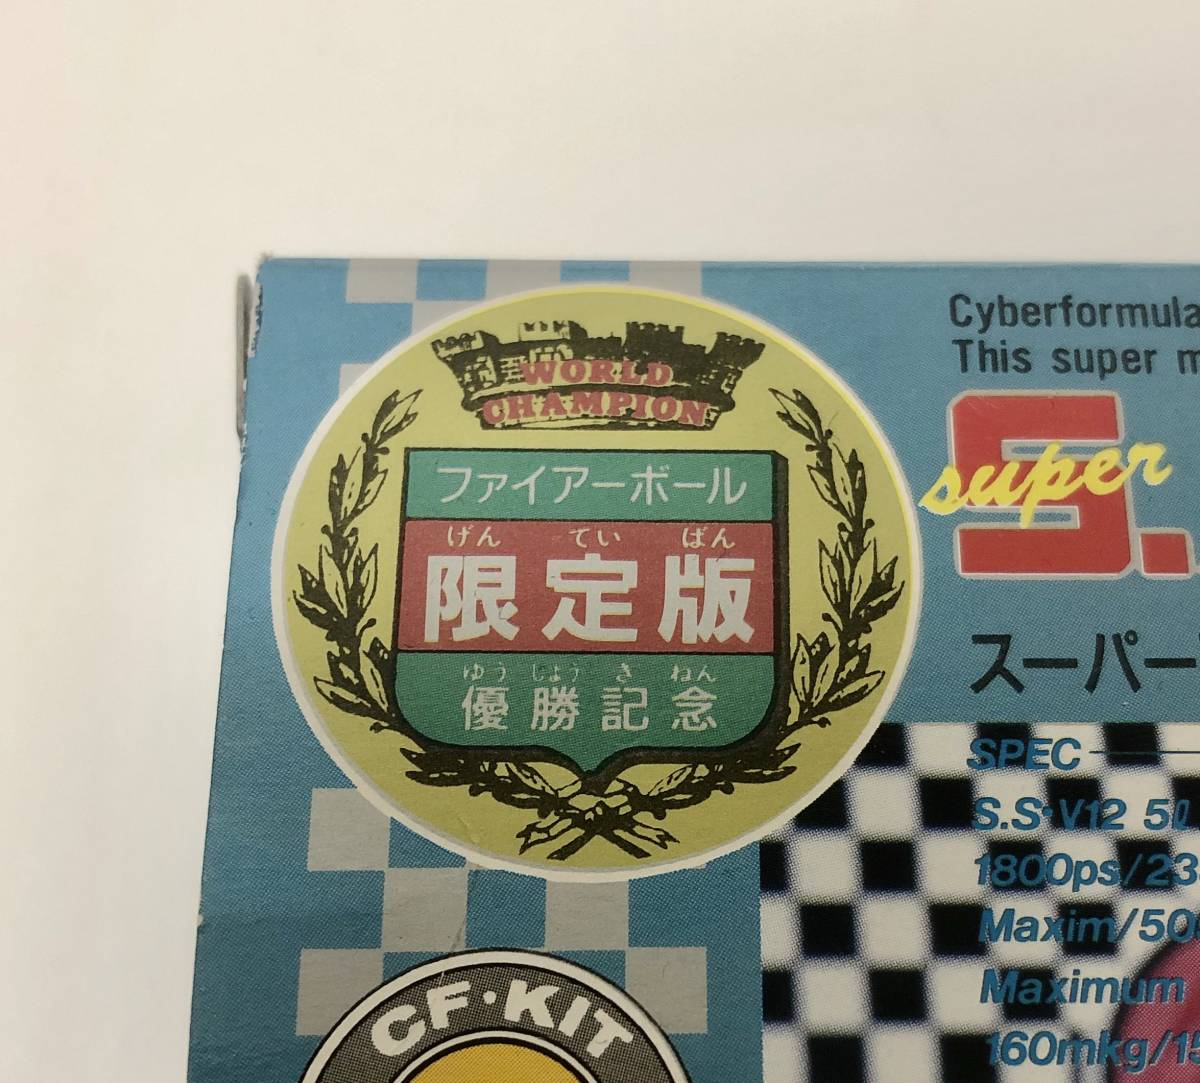 WORLD
CHAMPION
ファイアーボール
げん てい ばん
限定版
ゆう しょう き ねん
優勝記念
Cyberformula
This super m
super
S.
スーパー
SPEC
S.S・V12 5ℓ
1800ps/23
Maxim/50
Maximum
160mkg/15
CF・KIT